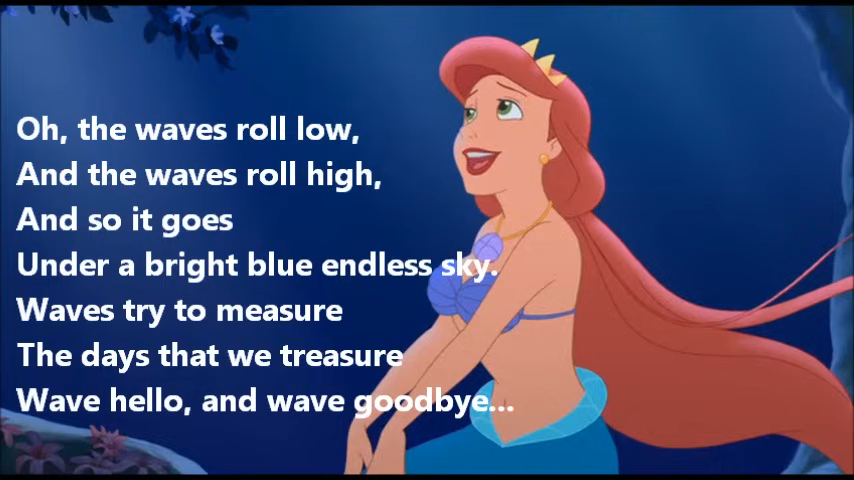 Oh, the waves roll low,
And the waves roll high,
And so it goes
Under a bright blue endless sky.
Waves try to measure
The days that we treasure
Wave hello, and wave goodbye...